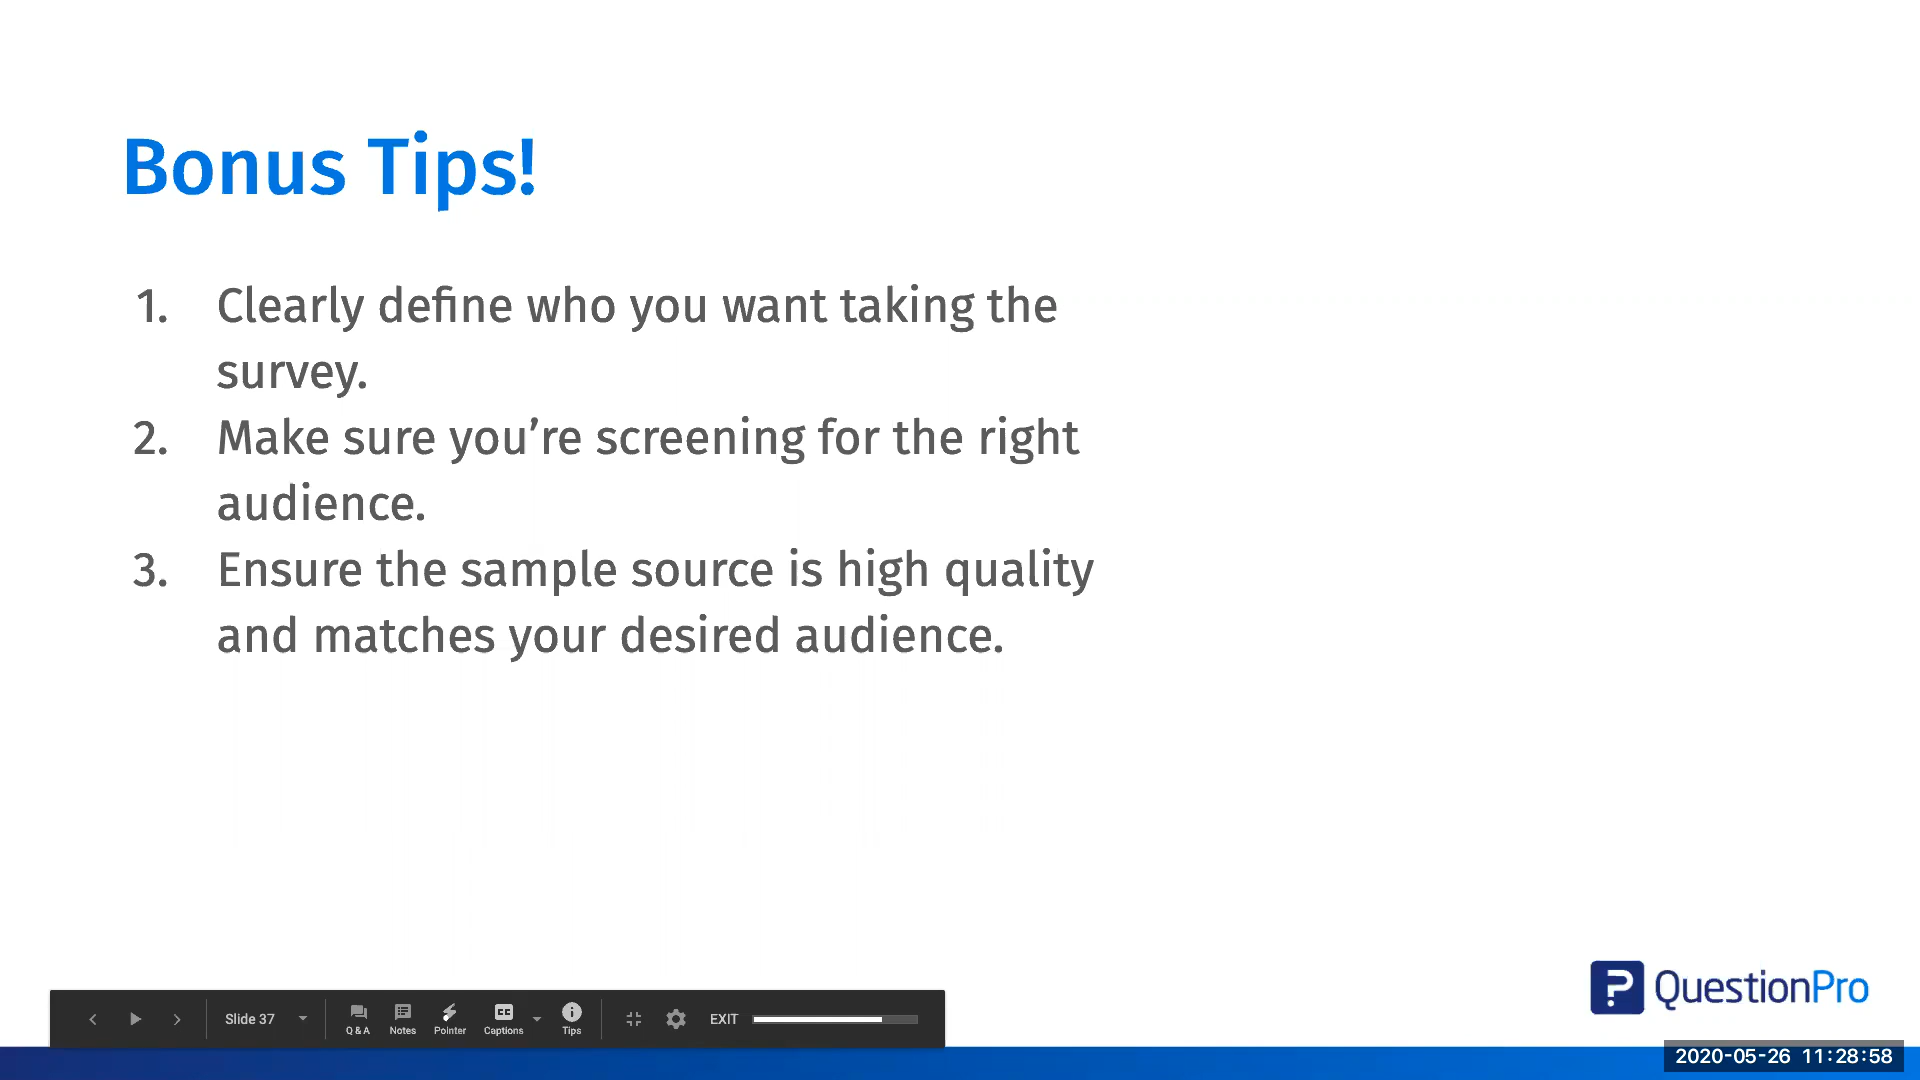 Bonus Tips!
1. Clearly define who you want taking the
survey.
2. Make sure you’re screening for the right
audience.
3. Ensure the sample source is high quality
and matches your desired audience.
QuestionPro
Slide 37
Q & A
Notes
Pointer
CC
Captions
Tips
EXIT
2020-05-26 11:28:58